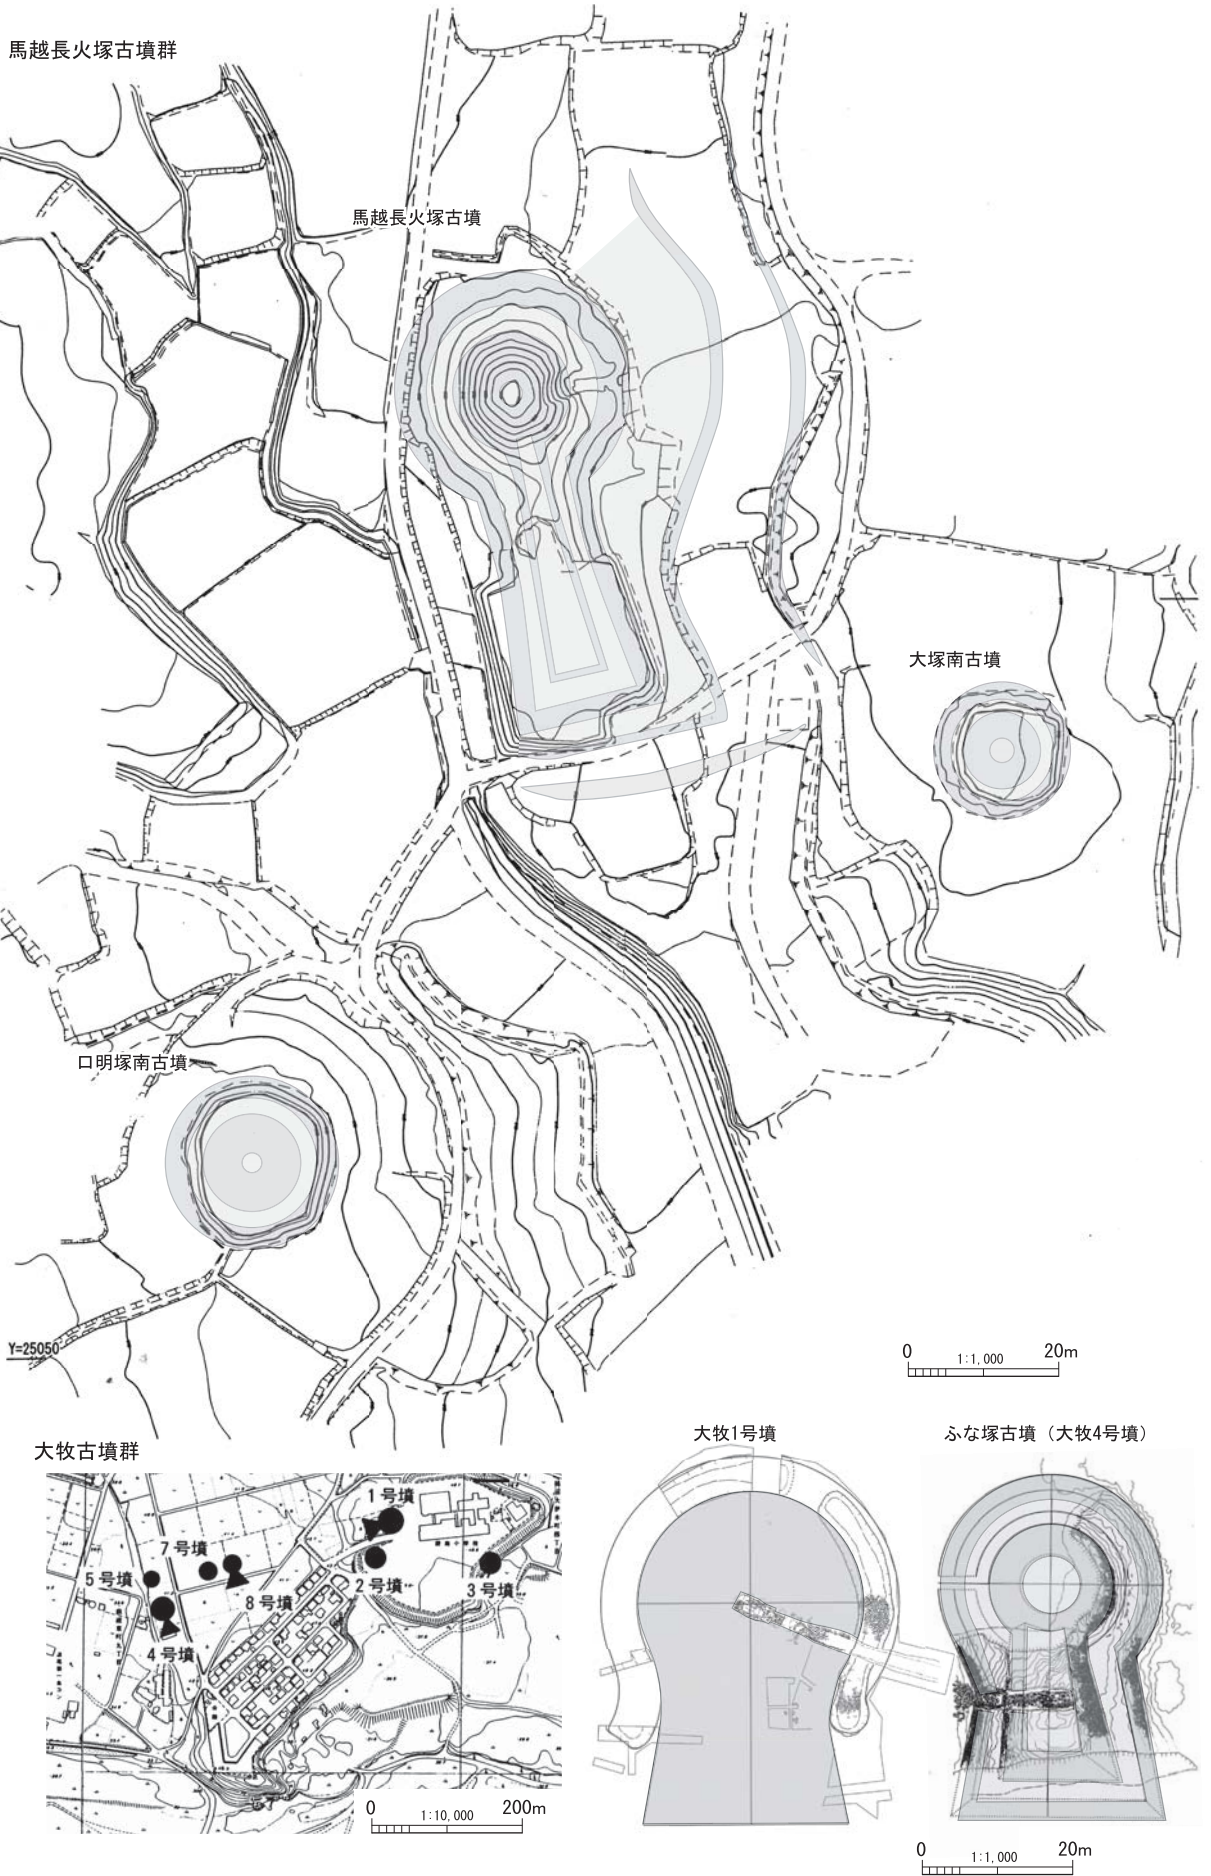 馬越長火塚古墳群
馬越長火塚古墳
大塚南古墳
口明塚南古墳
Y=25050
0 1:1,000 20m
大牧古墳群
1号墳
7号墳
5号墳
8号墳
2号墳
3号墳
4号墳
0 1:10,000 200m
大牧1号墳
ふな塚古墳(大牧4号墳)
0 1:1,000 20m